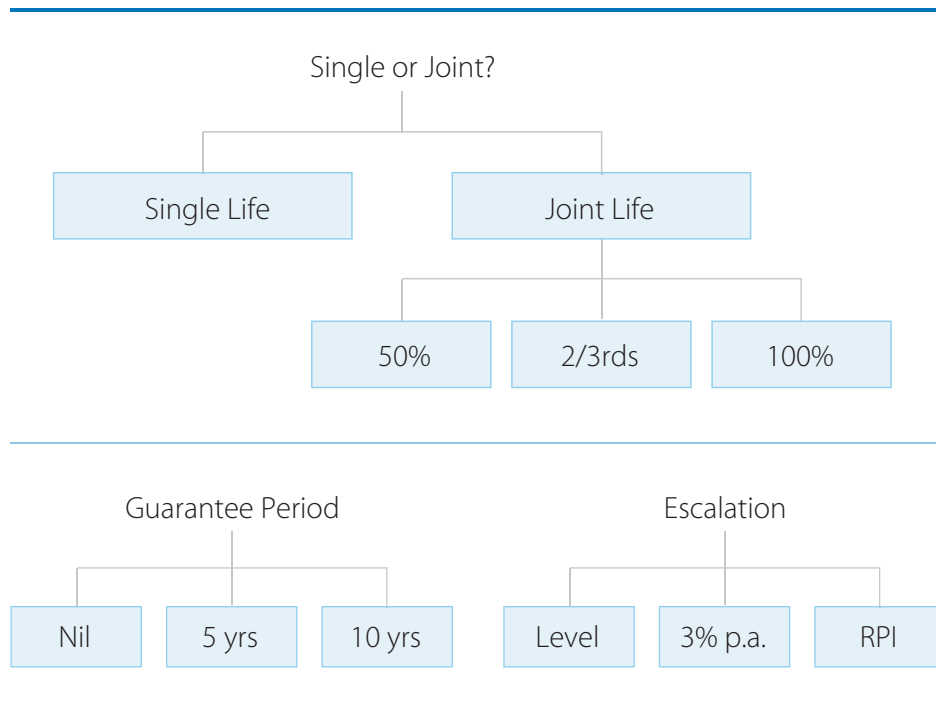 Single or Joint?
Single Life
Joint Life
50%
2/3rds
100%
Guarantee Period
Escalation
Nil
5 yrs
10 yrs
Level
3% p.a.
RPI